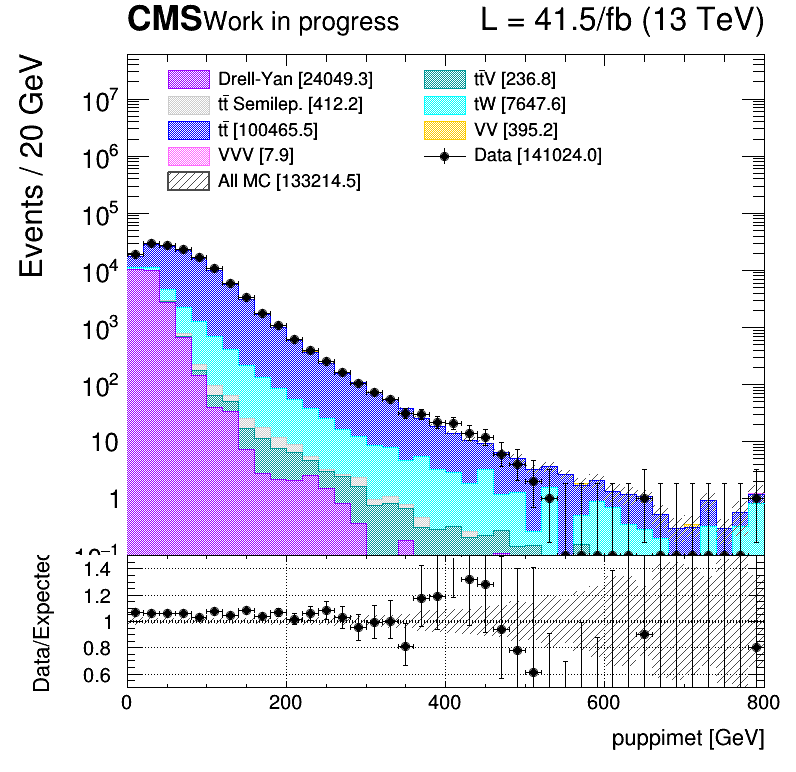 CMS Work in progress L = 41.5/fb (13 TeV)
Events / 20 GeV
Drell-Yan [24049.3] tt̄V [236.8]
tt̄ Semilep. [412.2] tW [7647.6]
tt̄ [100465.5] VV [395.2]
VVV [7.9] Data [141024.0]
All MC [133214.5]
10⁷
10⁶
10⁵
10⁴
10³
10²
10
1
10⁻¹
Data/Expected
1.4
1.2
1
0.8
0.6
0 200 400 600 800
puppimet [GeV]